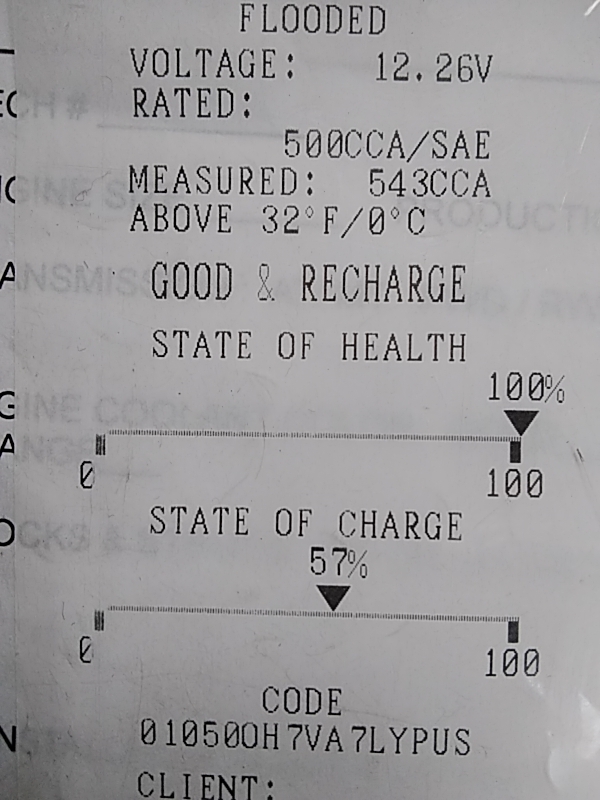 FLOODED
VOLTAGE: 12.26V
RATED:
500CCA/SAE
MEASURED: 543CCA
ABOVE 32°F/0°C
GOOD & RECHARGE
STATE OF HEALTH
100%
0 100
STATE OF CHARGE
57%
0 100
CODE
010500H7VA7LYPUS
CLIENT: